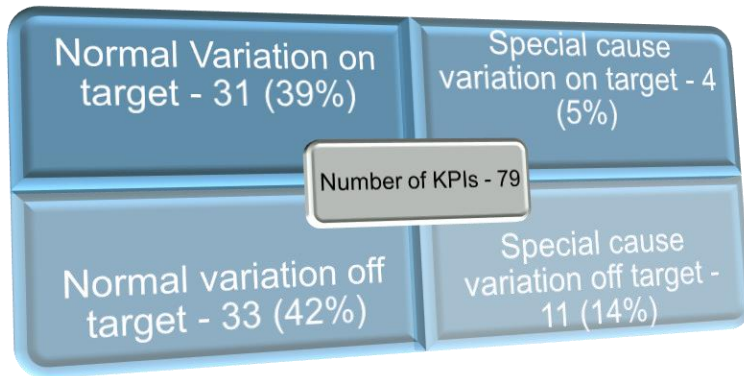 Normal Variation on
target - 31 (39%)
Special cause
variation on target - 4
(5%)
Number of KPIs - 79
Normal variation off
target - 33 (42%)
Special cause
variation off target -
11 (14%)